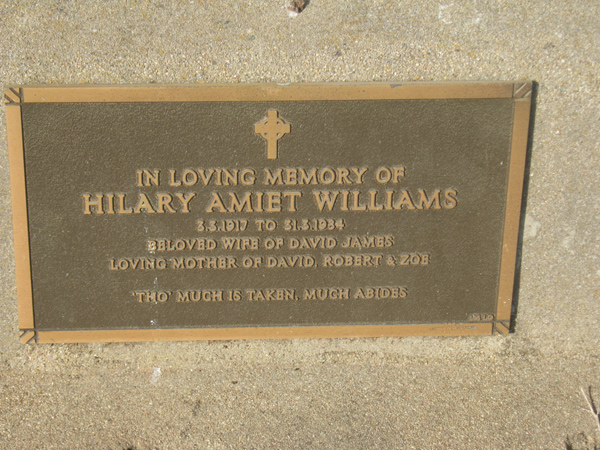 IN LOVING MEMORY OF
HILARY AMIET WILLIAMS
3.3.1917 TO 31.3.1984
BELOVED WIFE OF DAVID JAMES
LOVING MOTHER OF DAVID, ROBERT & ZOE
'THO' MUCH IS TAKEN, MUCH ABIDES